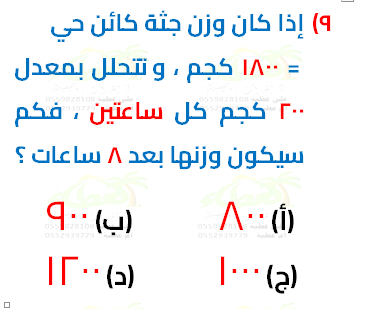 ٩) إذا كان وزن جثة كائن حي
= ١٨٠٠ كجم ، و تتحلل بمعدل
٢٠٠ كجم كل ساعتين ، فكم
سيكون وزنها بعد ٨ ساعات ؟
(أ) ٨٠٠ (ب) ٩٠٠
(ج) ١٠٠٠ (د) ١٢٠٠